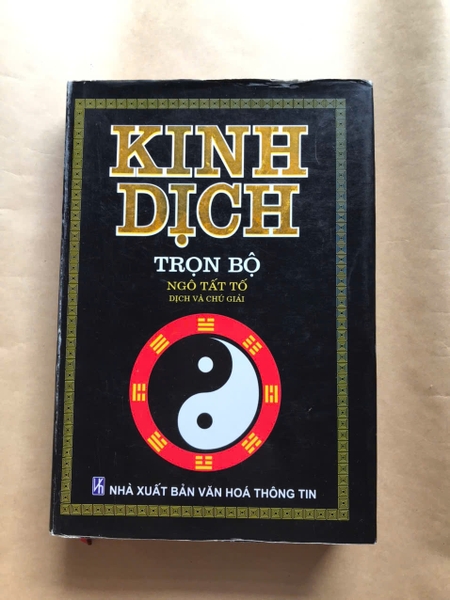 KINH
DỊCH
TRỌN BỘ
NGÔ TẤT TỐ
DỊCH VÀ CHÚ GIẢI
NHÀ XUẤT BẢN VĂN HOÁ THÔNG TIN